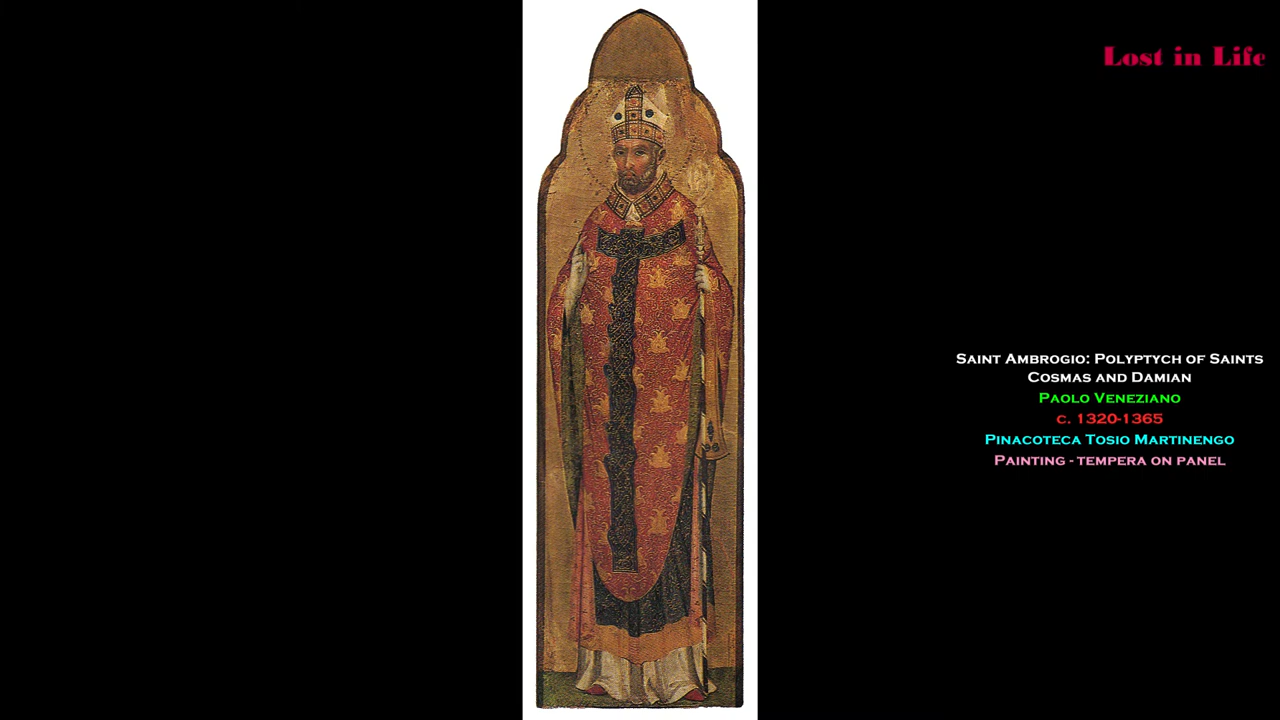 Lost in Life
Saint Ambrogio: Polyptych of Saints
Cosmas and Damian
Paolo Veneziano
c. 1320-1365
Pinacoteca Tosio Martinengo
Painting - tempera on panel